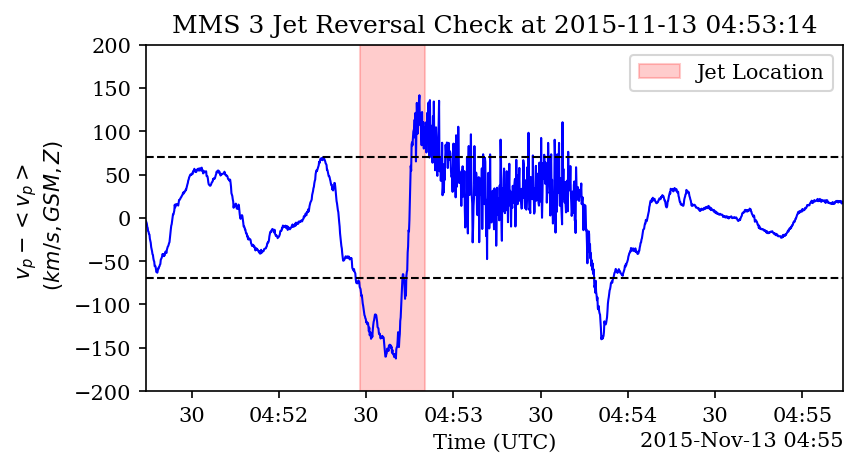 MMS 3 Jet Reversal Check at 2015-11-13 04:53:14
Jet Location
200
150
100
50
0
−50
−100
−150
−200
v_p − < v_p >
(km/s, GSM, Z)
30 04:52 30 04:53 30 04:54 30 04:55
Time (UTC)
2015-Nov-13 04:55